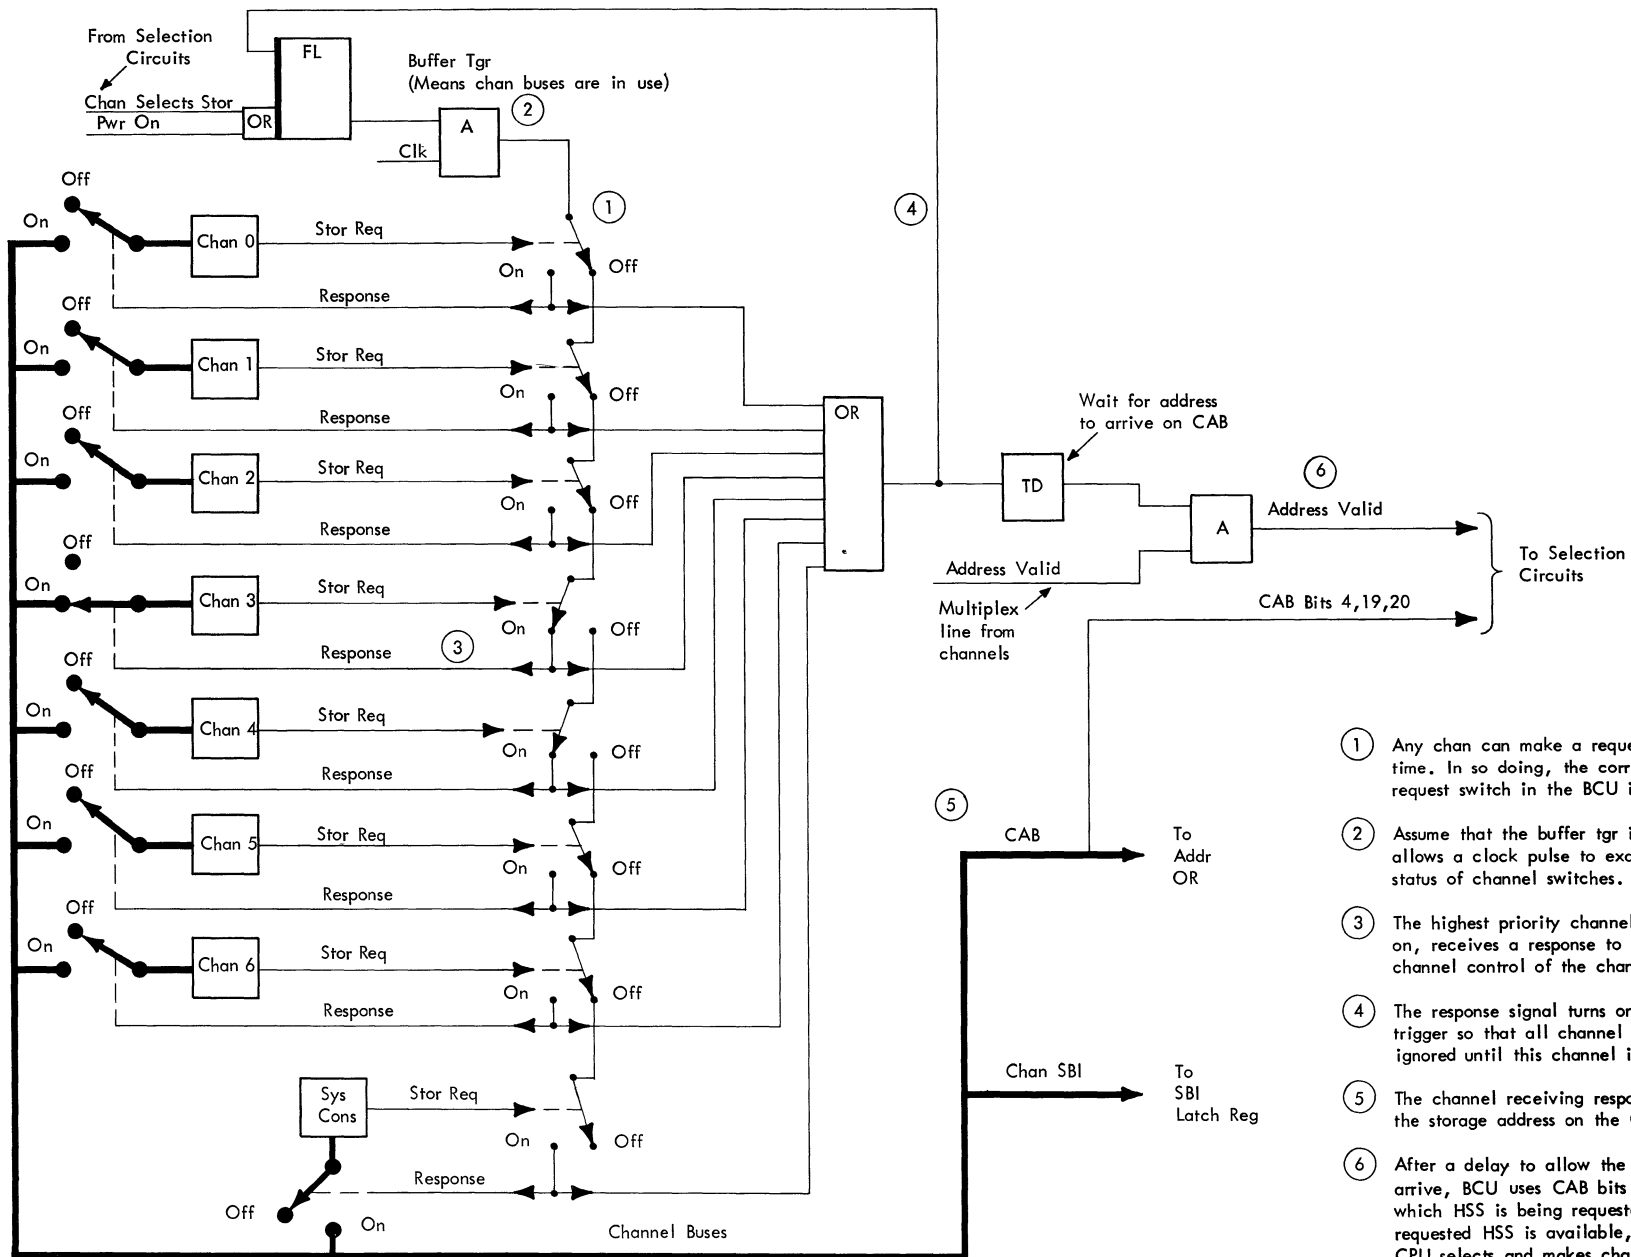 From Selection
Circuits
Chan Selects Stor
Pwr On
OR
FL
Buffer Tgr
(Means chan buses are in use)
2
A
Clk
Off
On
Chan 0
Stor Req
1
On
Off
Response
4
Off
On
Chan 1
Stor Req
On
Off
Response
Off
On
Chan 2
Stor Req
On
Off
Response
Off
On
Chan 3
Stor Req
On
Off
Response
3
Off
On
Chan 4
Stor Req
On
Off
Response
Off
On
Chan 5
Stor Req
On
Off
Response
Off
On
Chan 6
Stor Req
On
Off
Response
Sys
Cons
Stor Req
On
Off
Response
Off
On
Channel Buses
OR
Wait for address
to arrive on CAB
TD
6
Address Valid
A
Address Valid
Multiplex
line from
channels
CAB Bits 4,19,20
To Selection
Circuits
5
CAB
To
Addr
OR
Chan SBI
To
SBI
Latch Reg
1 Any chan can make a reque
time. In so doing, the corr
request switch in the BCU i
2 Assume that the buffer tgr i
allows a clock pulse to exa
status of channel switches.
3 The highest priority channel
on, receives a response to
channel control of the chan
4 The response signal turns on
trigger so that all channel
ignored until this channel i
5 The channel receiving respo
the storage address on the
6 After a delay to allow the
arrive, BCU uses CAB bits
which HSS is being requeste
requested HSS is available,
CPU selects and makes cha